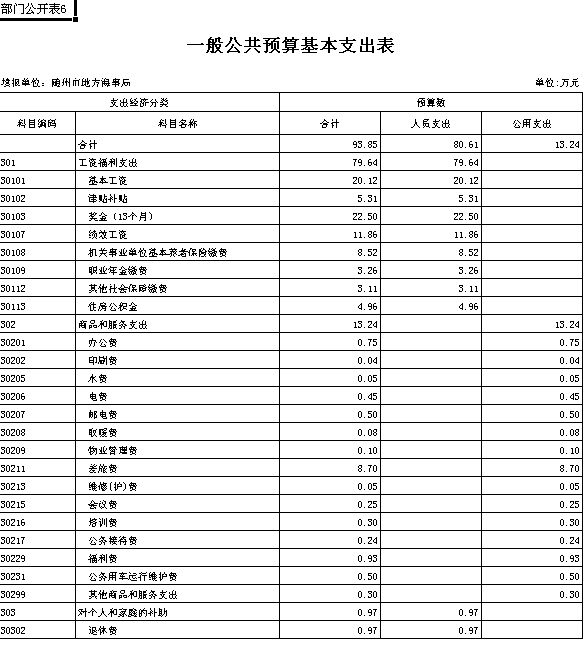 部门公开表6
一般公共预算基本支出表
填报单位：随州市地方海事局 单位:万元
支出经济分类 预算数
科目编码 科目名称 合计 人员支出 公用支出
合计 93.85 80.61 13.24
301 工资福利支出 79.64 79.64
30101 基本工资 20.12 20.12
30102 津贴补贴 5.31 5.31
30103 奖金（13个月） 22.50 22.50
30107 绩效工资 11.86 11.86
30108 机关事业单位基本养老保险缴费 8.52 8.52
30109 职业年金缴费 3.26 3.26
30112 其他社会保障缴费 3.11 3.11
30113 住房公积金 4.96 4.96
302 商品和服务支出 13.24 13.24
30201 办公费 0.75 0.75
30202 印刷费 0.04 0.04
30205 水费 0.05 0.05
30206 电费 0.45 0.45
30207 邮电费 0.50 0.50
30208 取暖费 0.08 0.08
30209 物业管理费 0.10 0.10
30211 差旅费 8.70 8.70
30213 维修(护)费 0.05 0.05
30215 会议费 0.25 0.25
30216 培训费 0.30 0.30
30217 公务接待费 0.24 0.24
30229 福利费 0.93 0.93
30231 公务用车运行维护费 0.50 0.50
30299 其他商品和服务支出 0.30 0.30
303 对个人和家庭的补助 0.97 0.97
30302 退休费 0.97 0.97